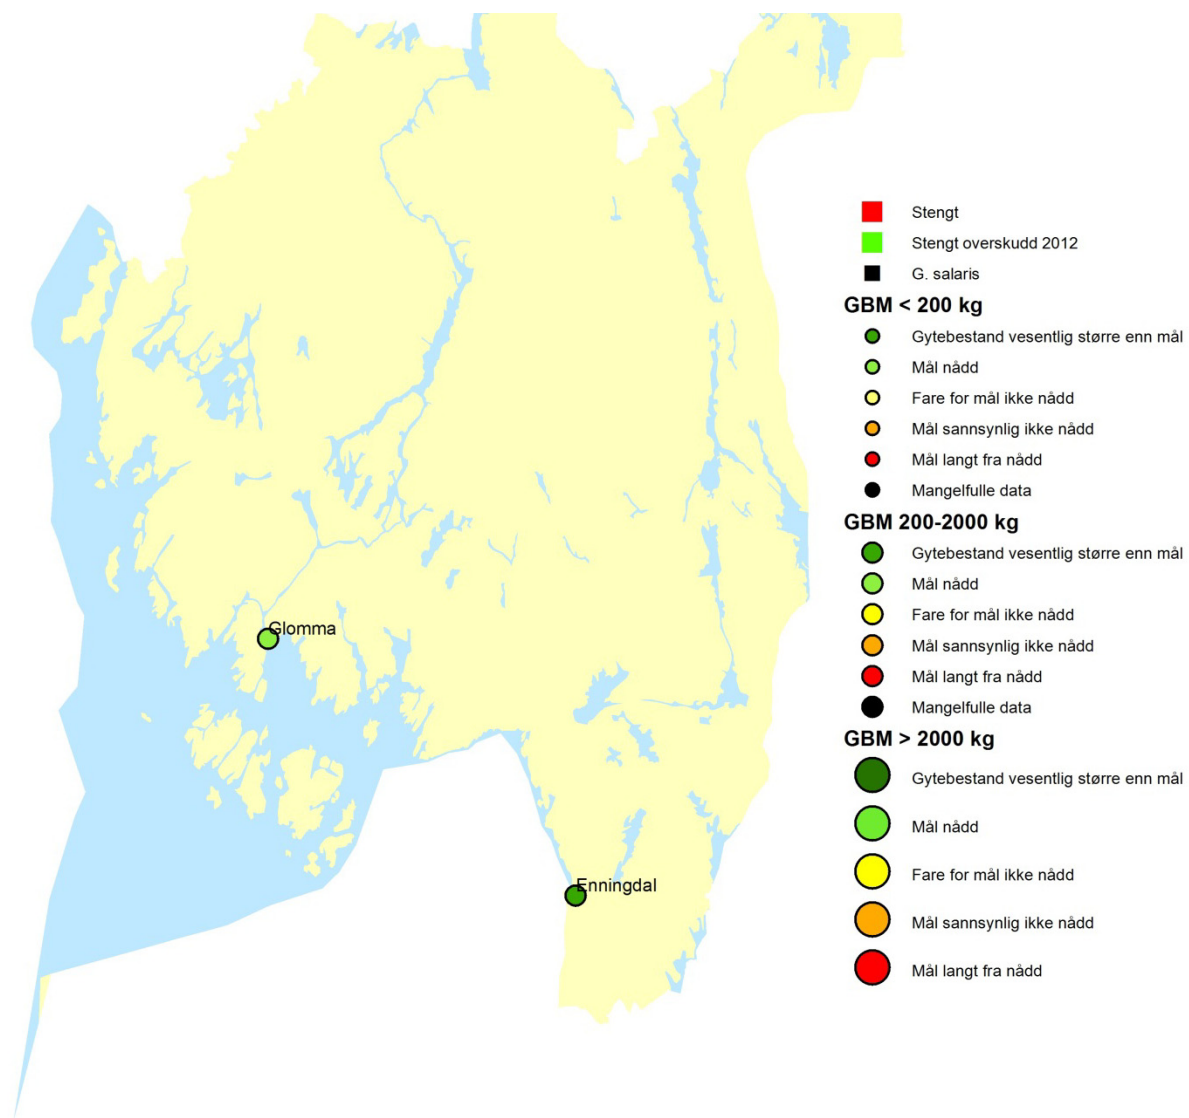 Stengt
Stengt overskudd 2012
G. salaris
GBM < 200 kg
Gytebestand vesentlig større enn mål
Mål nådd
Fare for mål ikke nådd
Mål sannsynlig ikke nådd
Mål langt fra nådd
Mangelfulle data
GBM 200-2000 kg
Gytebestand vesentlig større enn mål
Mål nådd
Fare for mål ikke nådd
Mål sannsynlig ikke nådd
Mål langt fra nådd
Mangelfulle data
GBM > 2000 kg
Gytebestand vesentlig større enn mål
Mål nådd
Fare for mål ikke nådd
Mål sannsynlig ikke nådd
Mål langt fra nådd
Glomma
Enningdal